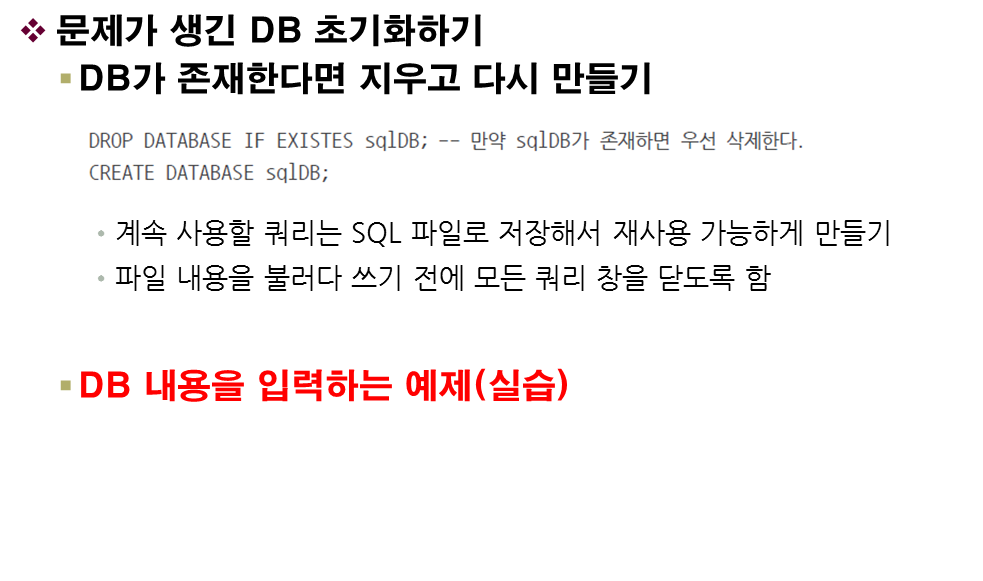 문제가 생긴 DB 초기화하기
DB가 존재한다면 지우고 다시 만들기
DROP DATABASE IF EXISTES sqlDB; -- 만약 sqlDB가 존재하면 우선 삭제한다.
CREATE DATABASE sqlDB;
계속 사용할 쿼리는 SQL 파일로 저장해서 재사용 가능하게 만들기
파일 내용을 불러다 쓰기 전에 모든 쿼리 창을 닫도록 함
DB 내용을 입력하는 예제(실습)